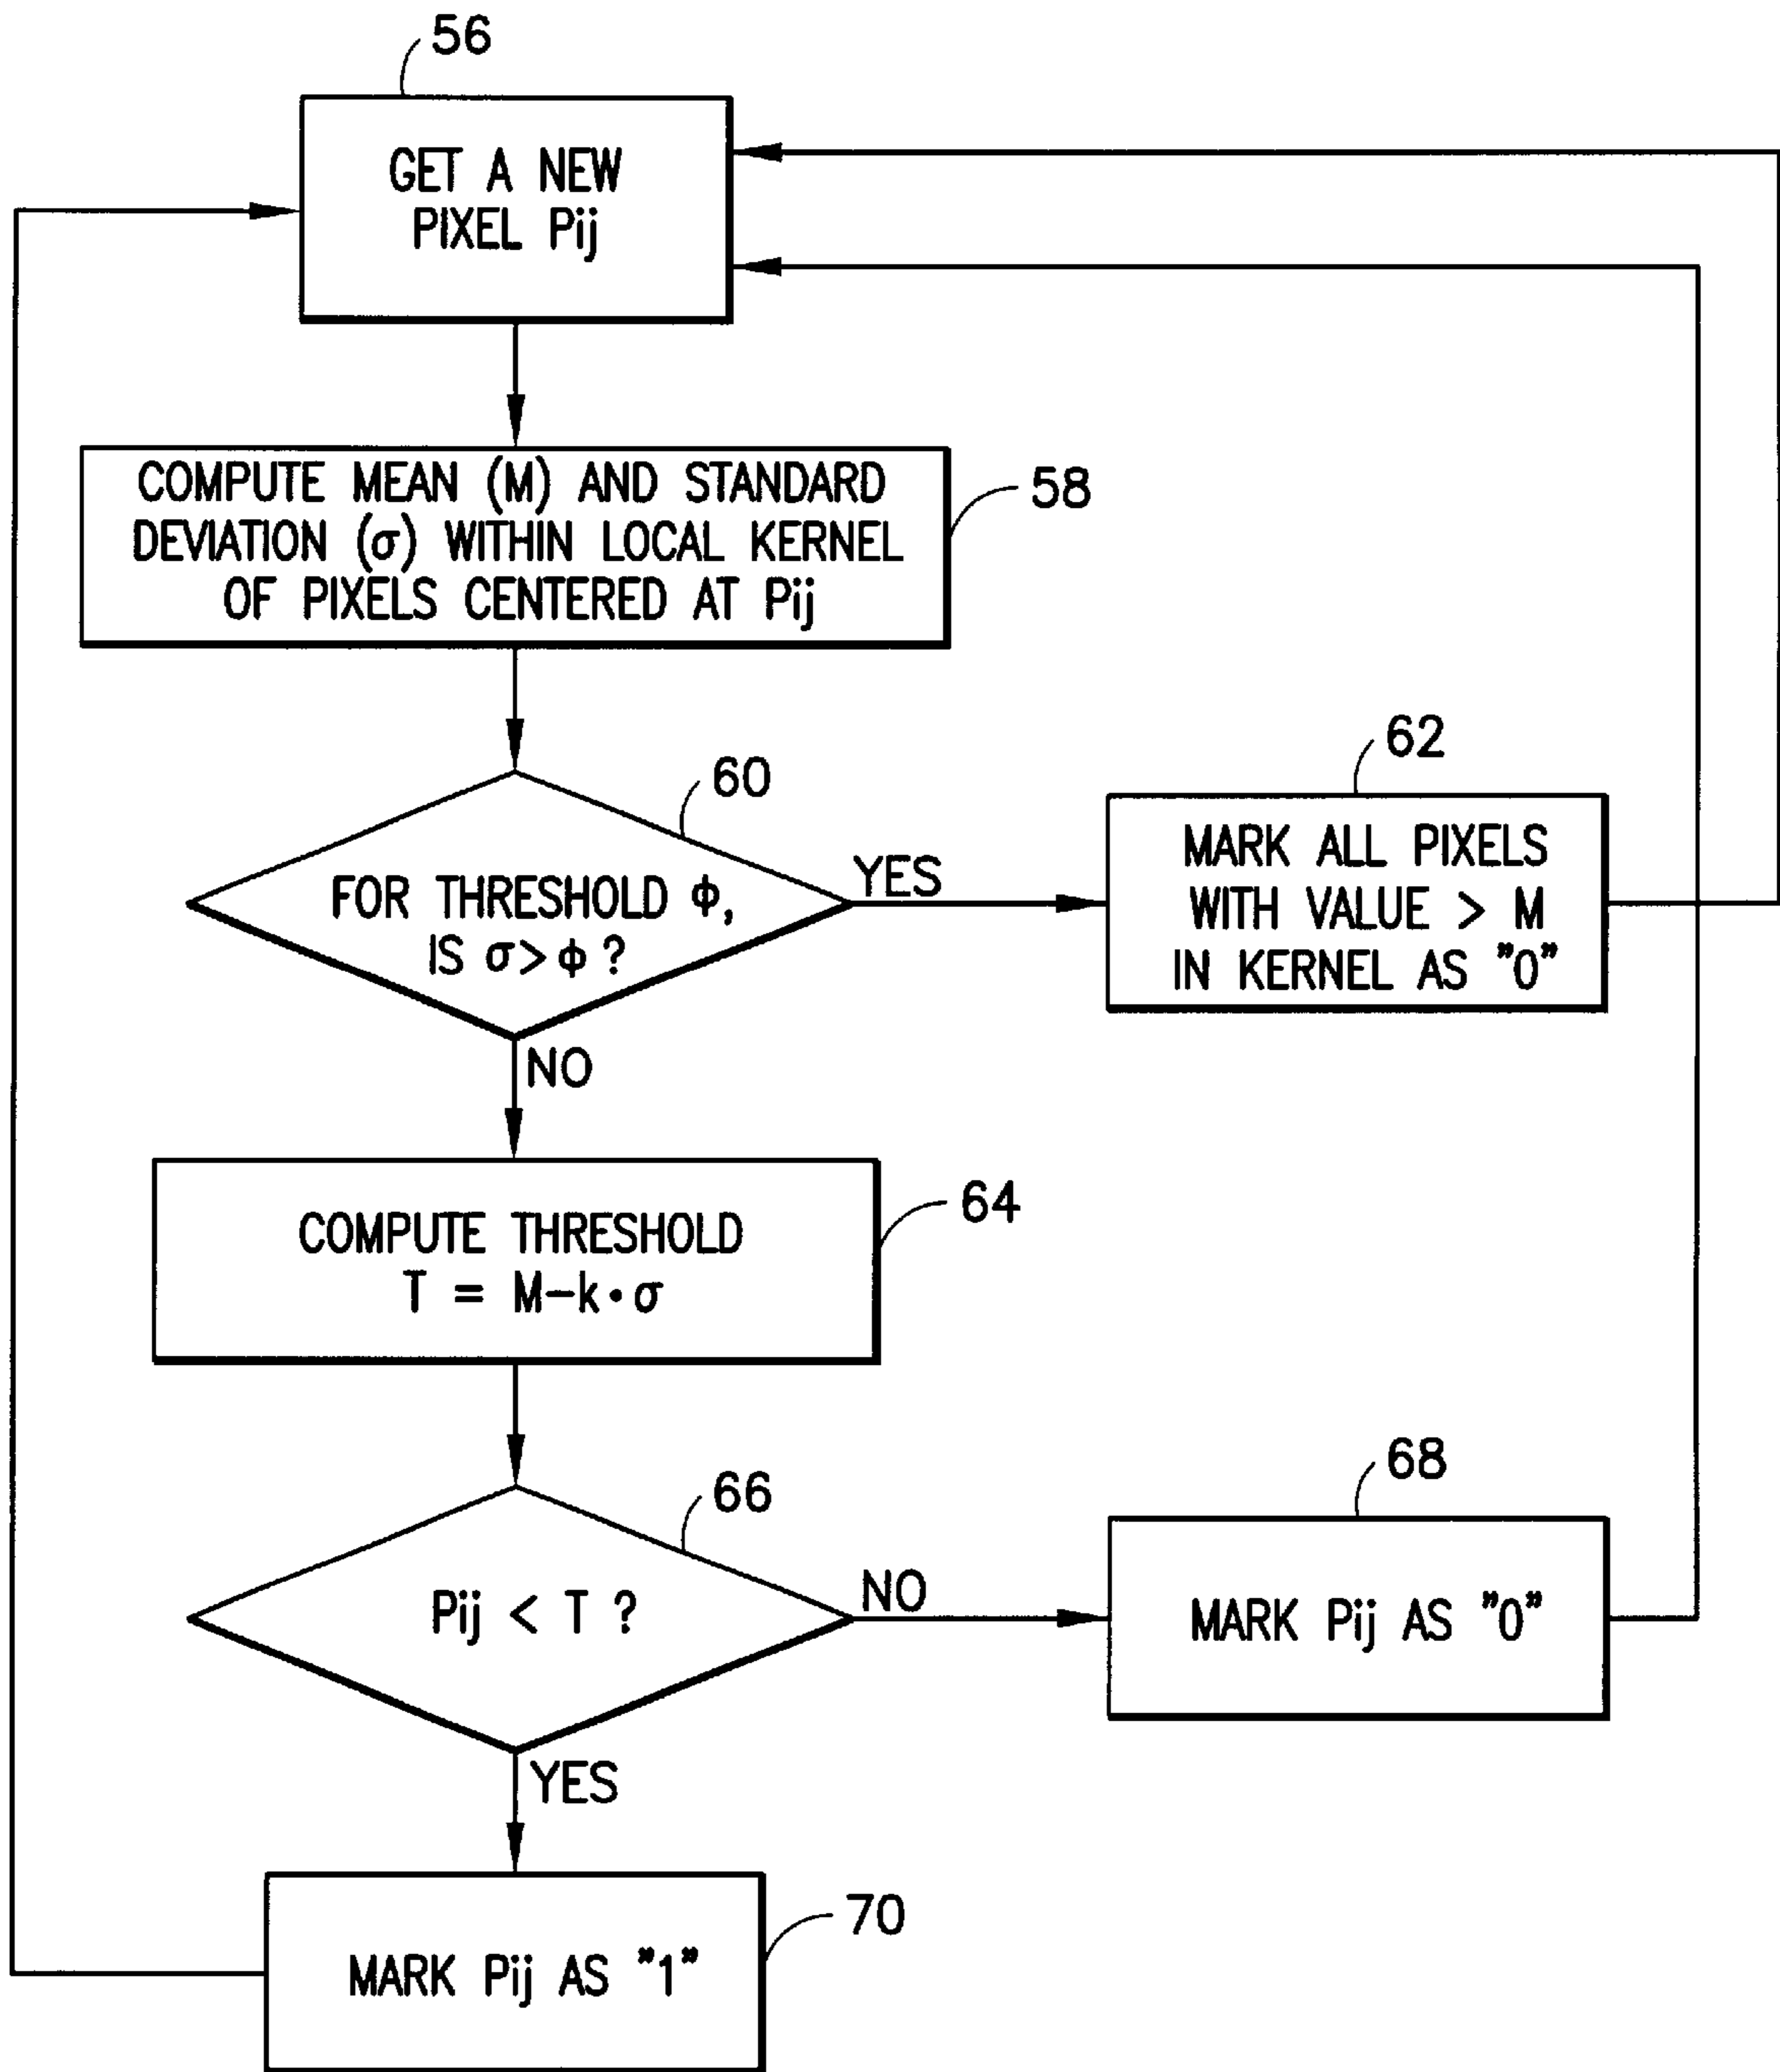 56
GET A NEW
PIXEL Pij
COMPUTE MEAN (M) AND STANDARD
DEVIATION (σ) WITHIN LOCAL KERNEL
OF PIXELS CENTERED AT Pij
58
60
FOR THRESHOLD ϕ,
IS σ>ϕ ?
YES
62
MARK ALL PIXELS
WITH VALUE > M
IN KERNEL AS "0"
NO
COMPUTE THRESHOLD
T = M-k•σ
64
66
Pij < T ?
NO
68
MARK Pij AS "0"
YES
MARK Pij AS "1"
70